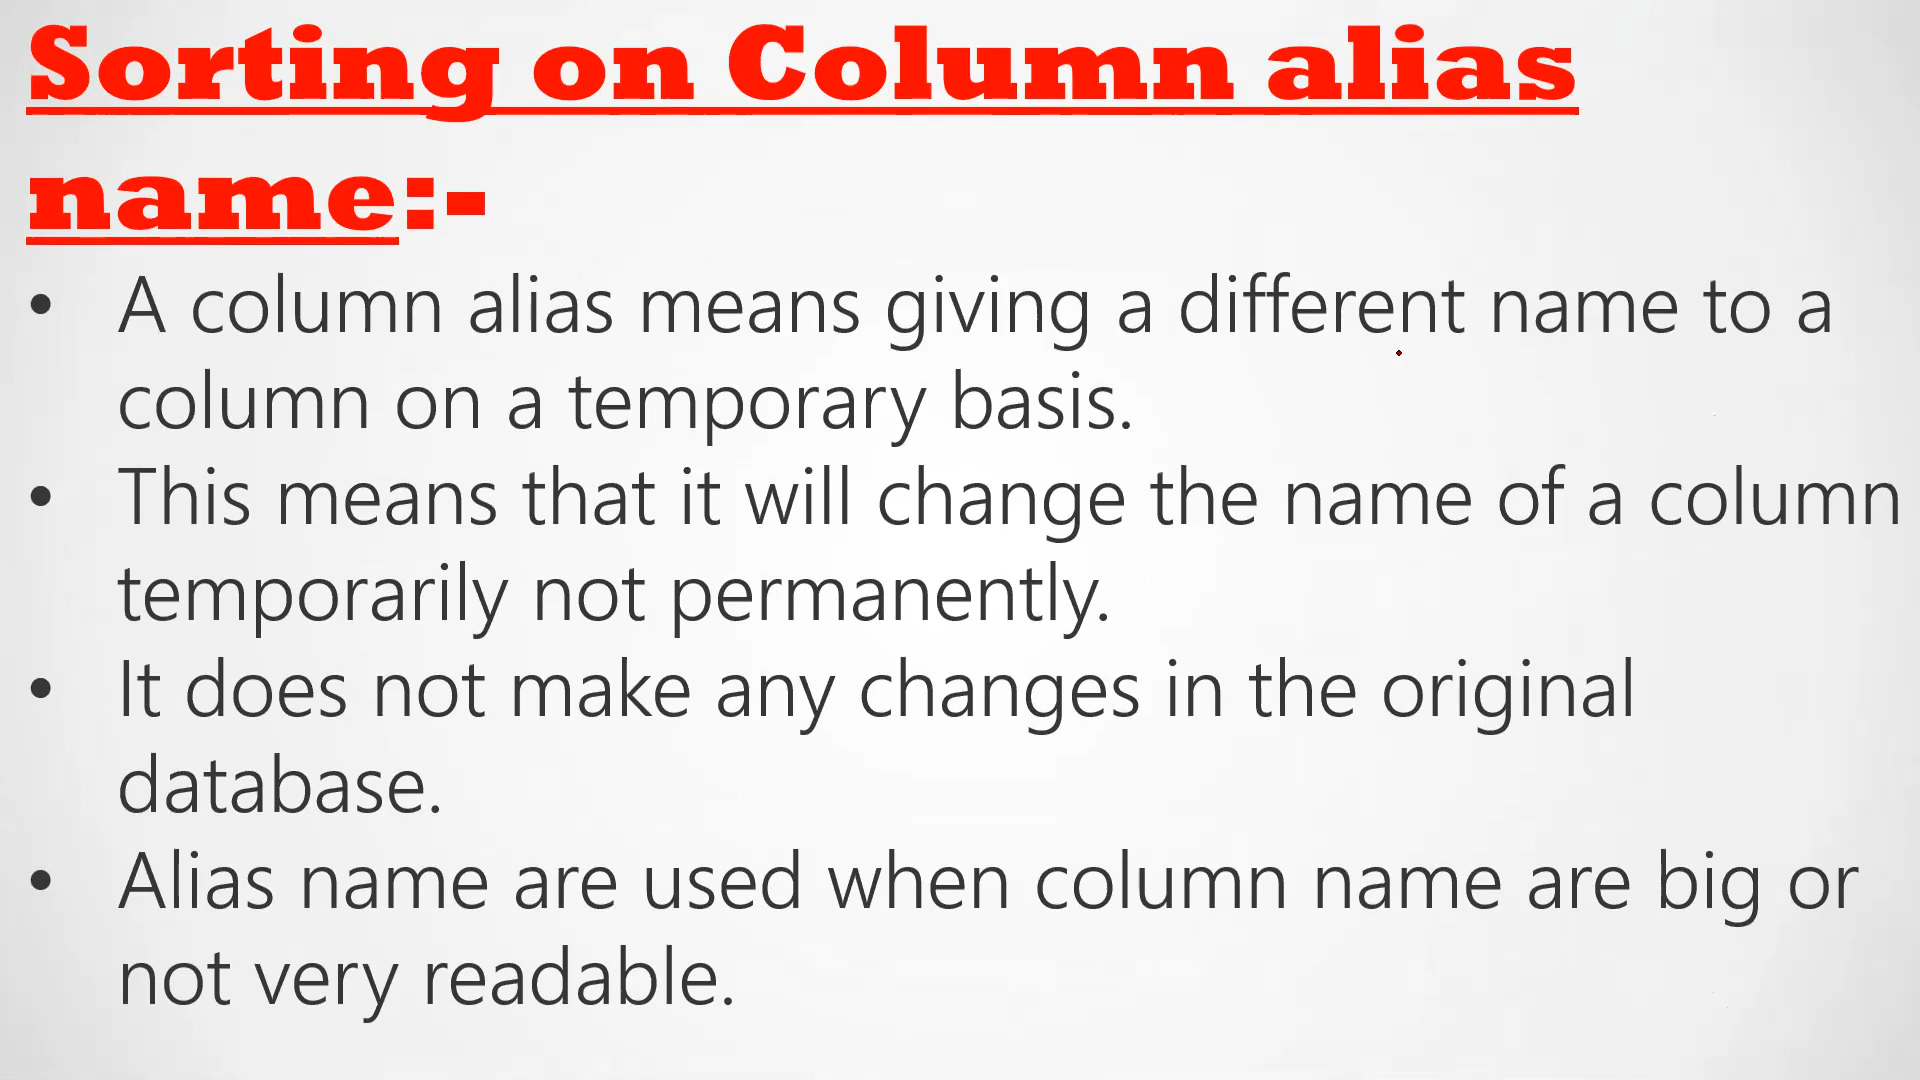 Sorting on Column alias
name:-
• A column alias means giving a different name to a
column on a temporary basis.
• This means that it will change the name of a column
temporarily not permanently.
• It does not make any changes in the original
database.
• Alias name are used when column name are big or
not very readable.